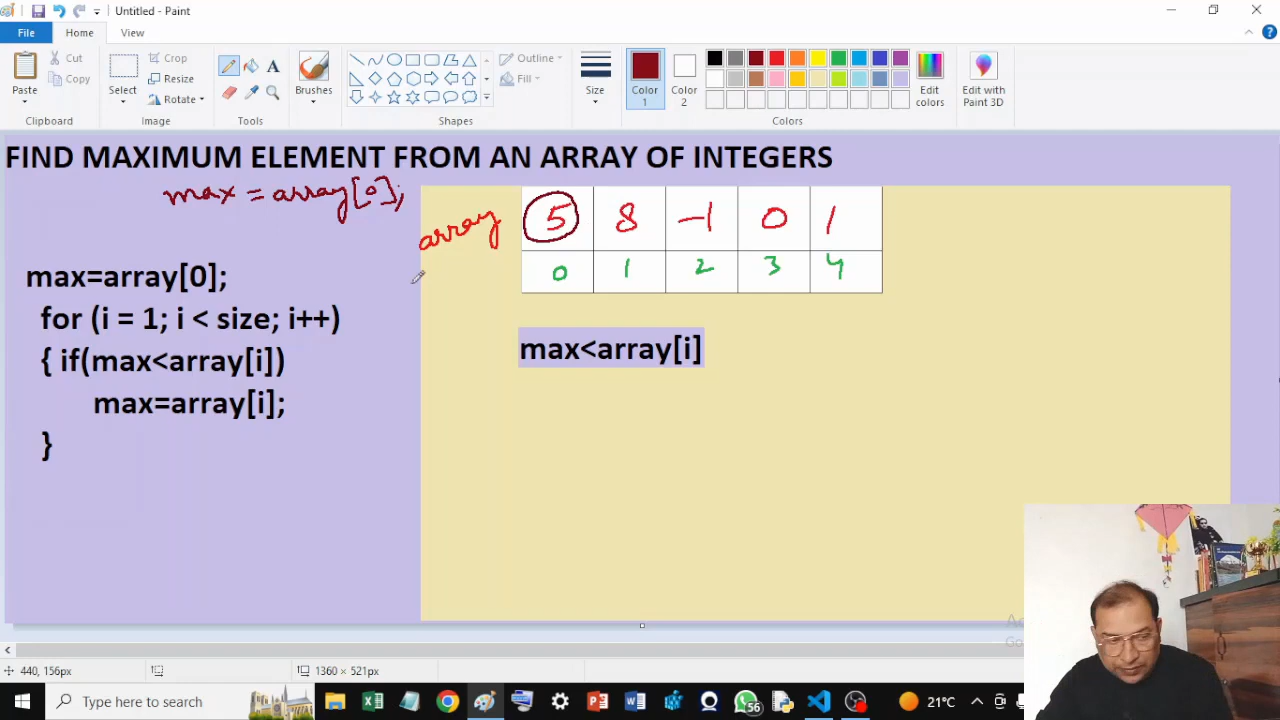 Untitled - Paint
File Home View
Paste
Cut
Copy
Clipboard
Select
Crop
Resize
Rotate
Image
Tools
Brushes
Outline
Fill
Shapes
Size
Color 1
Color 2
Edit colors
Colors
Edit with Paint 3D
FIND MAXIMUM ELEMENT FROM AN ARRAY OF INTEGERS
max = array[0];
array 5 8 -1 0 1
0 1 2 3 4
max=array[0];
for (i = 1; i < size; i++)
{ if(max<array[i])
max=array[i];
}
max<array[i]
440, 156px
1360 × 521px
Type here to search
56
21°C